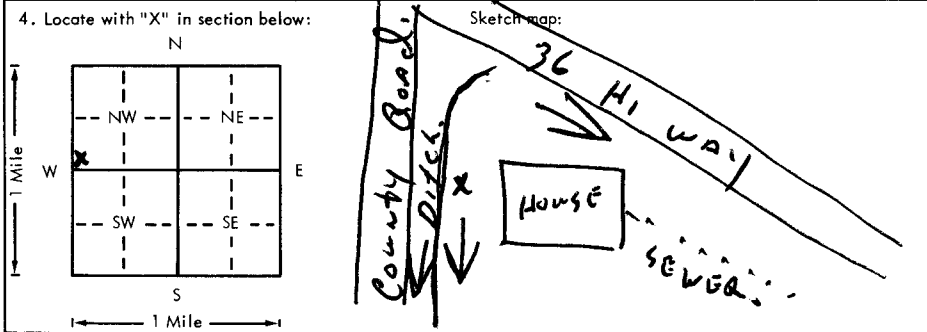 4. Locate with "X" in section below:
Sketch map:
N
NW
NE
X
W
E
1 Mile
SW
SE
S
1 Mile
County Road.
Ditch.
X
36 Hi way
House
SEWER